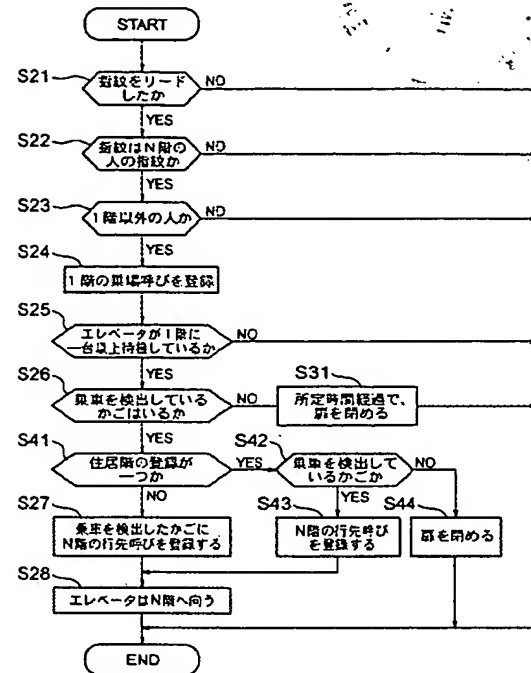 START
S21
指紋をリード
したか
NO
YES
S22
指紋はN階の
人の指紋か
NO
YES
S23
1階以外の人か
NO
YES
S24
1階の乗場呼びを登録
S25
エレベータが1階に
一台以上待機しているか
NO
YES
S26
乗車を検出している
かごはいるか
NO
S31
所定時間経過で、
扉を閉める
YES
S41
住居階の登録が
一つか
YES
S42
乗車を検出して
いるかごか
NO
NO
YES
S27
乗車を検出したかごに
N階の行先呼びを登録する
S43
N階の行先呼び
を登録する
S44
扉を閉める
S28
エレベータはN階へ向う
END